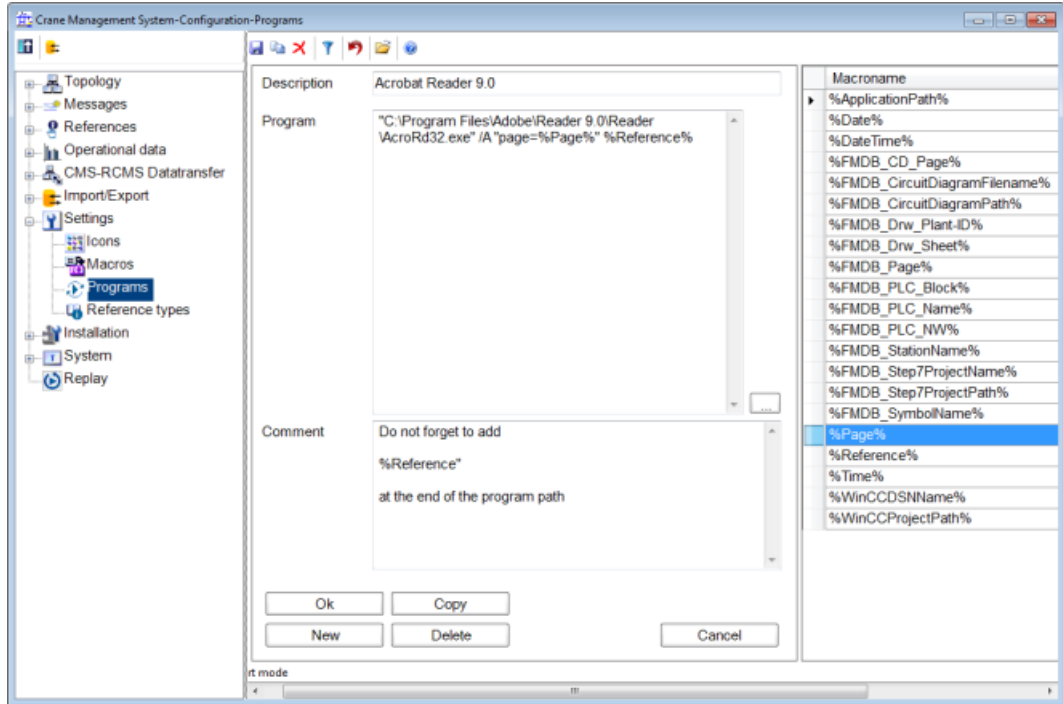 Crane Management System-Configuration-Programs
Topology
Messages
References
Operational data
CMS-RCMS Datatransfer
Import/Export
Settings
Icons
Macros
Programs
Reference types
Installation
System
Replay
Description
Acrobat Reader 9.0
Program
"C:\Program Files\Adobe\Reader 9.0\Reader
\AcroRd32.exe" /A "page=%Page%" %Reference%
...
Comment
Do not forget to add
%Reference"
at the end of the program path
Ok
Copy
New
Delete
Cancel
rt mode
Macroname
%ApplicationPath%
%Date%
%DateTime%
%FMDB_CD_Page%
%FMDB_CircuitDiagramFilename%
%FMDB_CircuitDiagramPath%
%FMDB_Drw_Plant-ID%
%FMDB_Drw_Sheet%
%FMDB_Page%
%FMDB_PLC_Block%
%FMDB_PLC_Name%
%FMDB_PLC_NW%
%FMDB_StationName%
%FMDB_Step7ProjectName%
%FMDB_Step7ProjectPath%
%FMDB_SymbolName%
%Page%
%Reference%
%Time%
%WinCCDSNName%
%WinCCProjectPath%